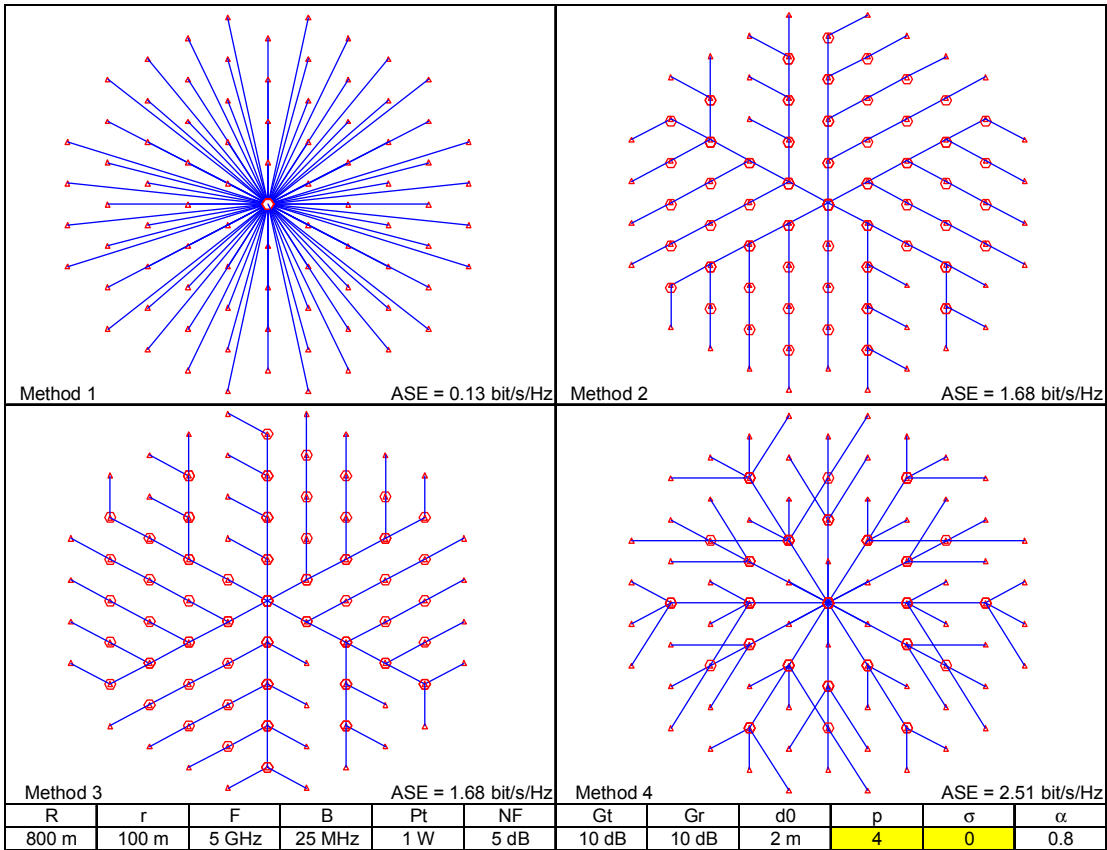 Method 1 ASE = 0.13 bit/s/Hz
Method 2 ASE = 1.68 bit/s/Hz
Method 3 ASE = 1.68 bit/s/Hz
Method 4 ASE = 2.51 bit/s/Hz
R r F B Pt NF Gt Gr d0 p σ α
800 m 100 m 5 GHz 25 MHz 1 W 5 dB 10 dB 10 dB 2 m 4 0 0.8